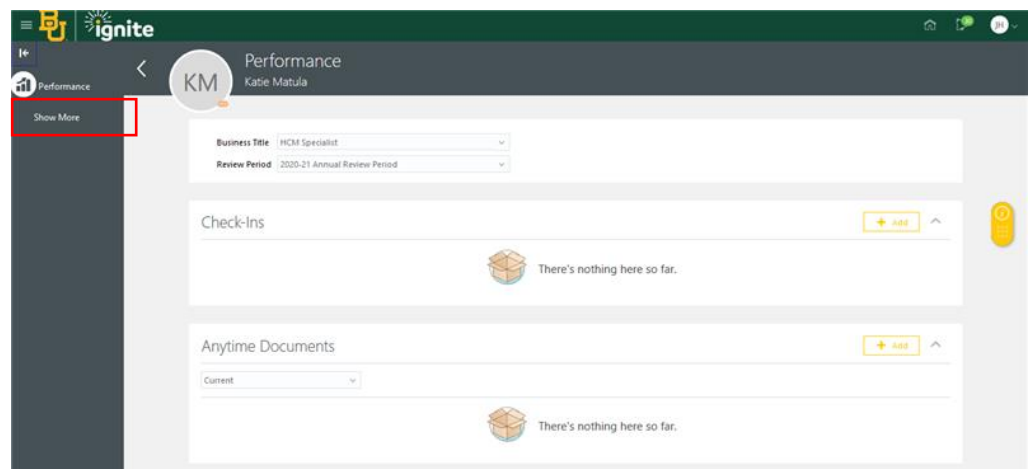 BU ignite
JH
Performance
KM
Performance
Katie Matula
Show More
Business Title HCM Specialist
Review Period 2020-21 Annual Review Period
Check-Ins
+ Add
There's nothing here so far.
Anytime Documents
+ Add
Current
There's nothing here so far.